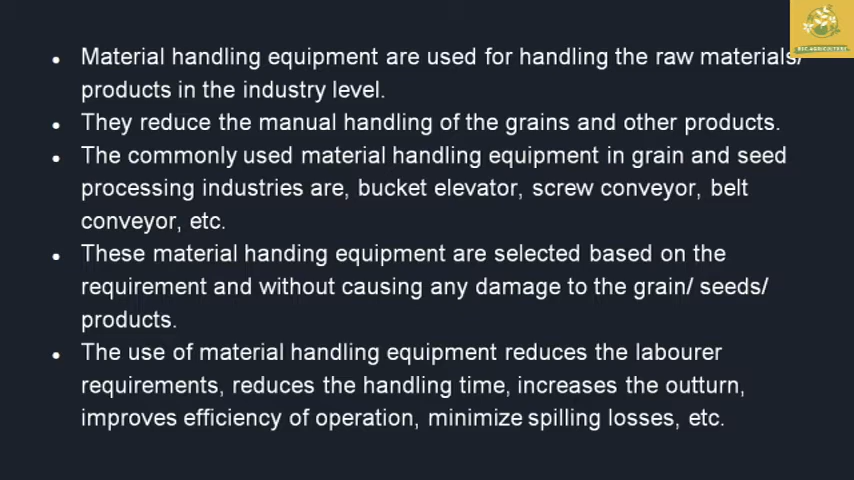 • Material handling equipment are used for handling the raw materials/
products in the industry level.
• They reduce the manual handling of the grains and other products.
• The commonly used material handling equipment in grain and seed
processing industries are, bucket elevator, screw conveyor, belt
conveyor, etc.
• These material handing equipment are selected based on the
requirement and without causing any damage to the grain/ seeds/
products.
• The use of material handling equipment reduces the labourer
requirements, reduces the handling time, increases the outturn,
improves efficiency of operation, minimize spilling losses, etc.